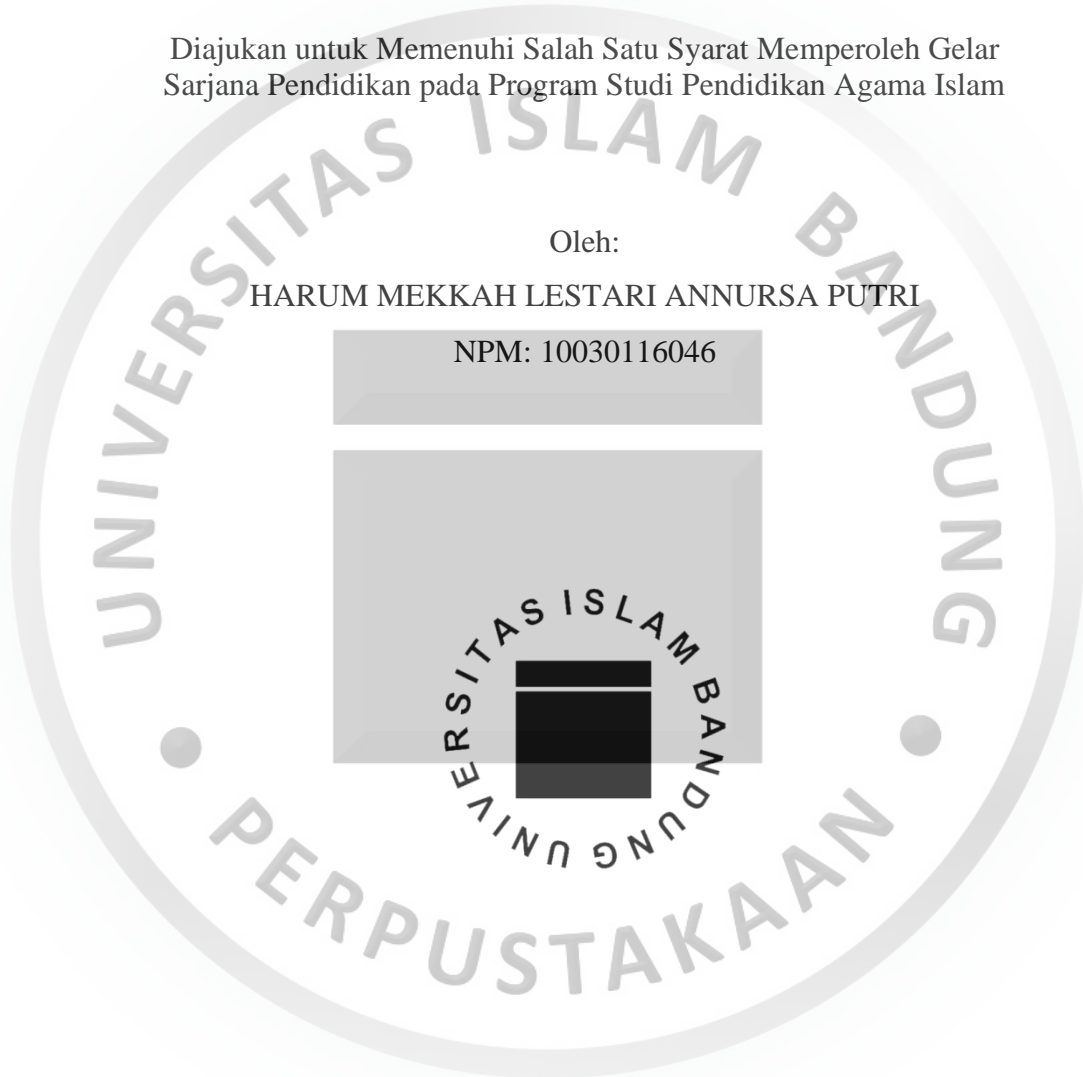 Diajukan untuk Memenuhi Salah Satu Syarat Memperoleh Gelar
Sarjana Pendidikan pada Program Studi Pendidikan Agama Islam
Oleh:
HARUM MEKKAH LESTARI ANNURSA PUTRI
NPM: 10030116046
UNIVERSITAS ISLAM BANDUNG
UNIVERSITAS ISLAM BANDUNG
PERPUSTAKAAN